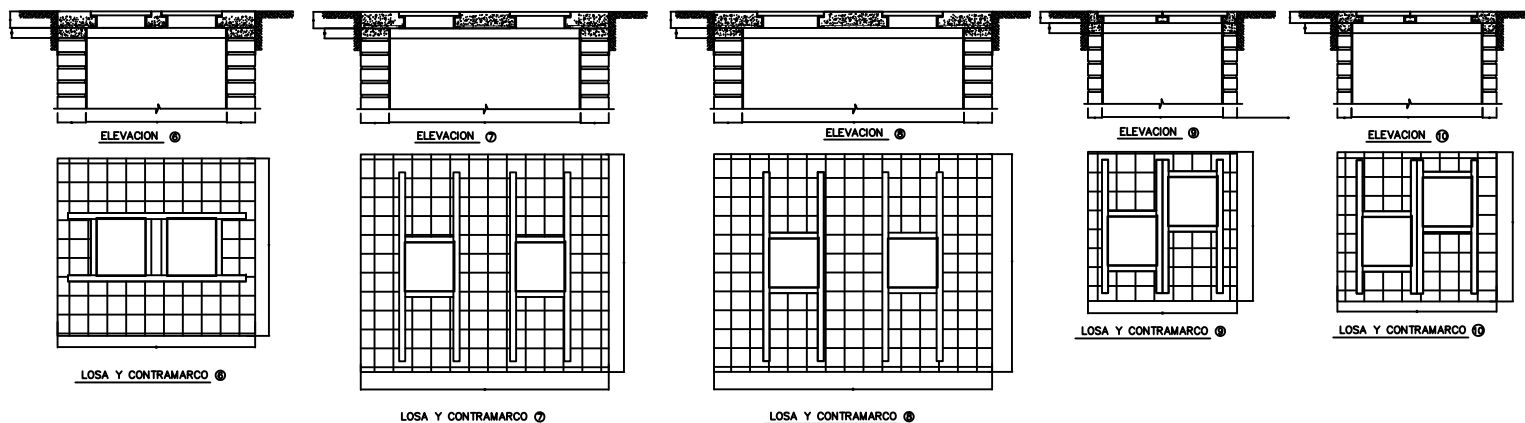 ELEVACION ⑥
ELEVACION ⑦
ELEVACION ⑧
ELEVACION ⑨
ELEVACION ⑩
LOSA Y CONTRAMARCO ⑥
LOSA Y CONTRAMARCO ⑦
LOSA Y CONTRAMARCO ⑧
LOSA Y CONTRAMARCO ⑨
LOSA Y CONTRAMARCO ⑩